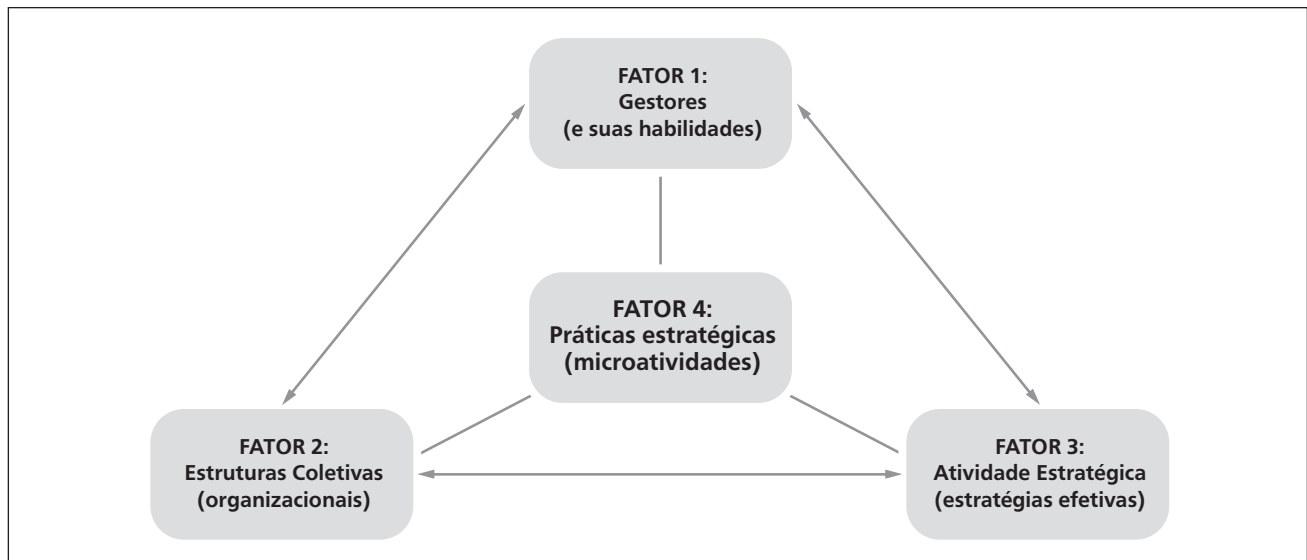 FATOR 1:
Gestores
(e suas habilidades)
FATOR 4:
Práticas estratégicas
(microatividades)
FATOR 2:
Estruturas Coletivas
(organizacionais)
FATOR 3:
Atividade Estratégica
(estratégias efetivas)